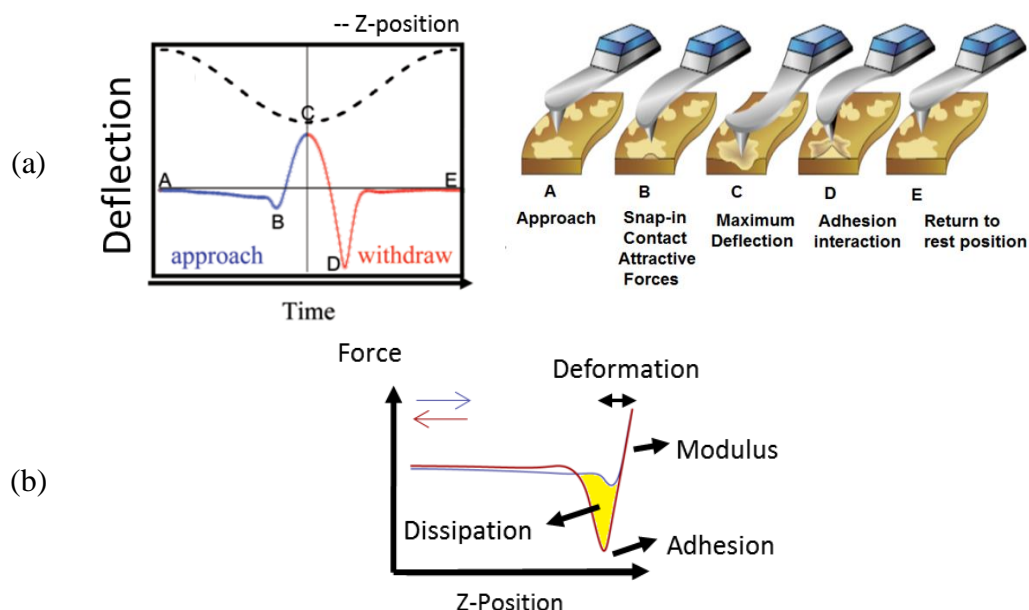 (a)
-- Z-position
Deflection
A
B
C
D
E
approach
withdraw
Time
A
Approach
B
Snap-in
Contact
Attractive
Forces
C
Maximum
Deflection
D
Adhesion
interaction
E
Return to
rest position
(b)
Force
Deformation
Modulus
Dissipation
Adhesion
Z-Position